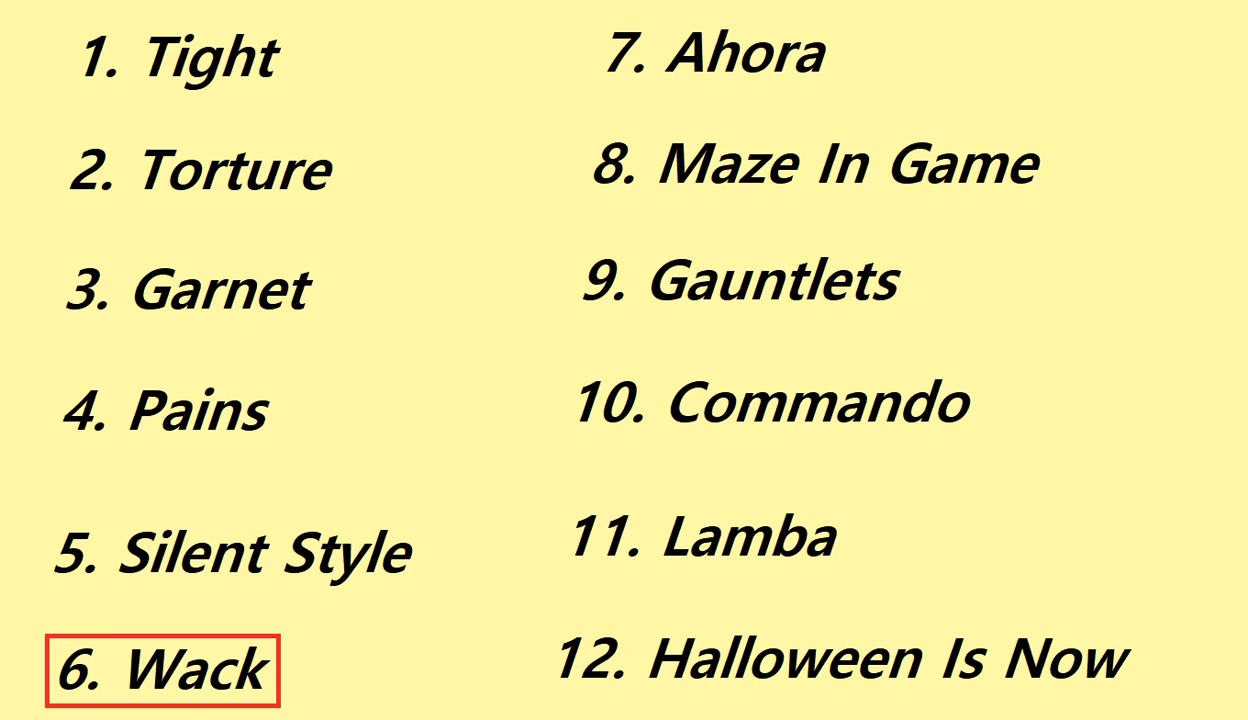 1. Tight
2. Torture
3. Garnet
4. Pains
5. Silent Style
6. Wack
7. Ahora
8. Maze In Game
9. Gauntlets
10. Commando
11. Lamba
12. Halloween Is Now